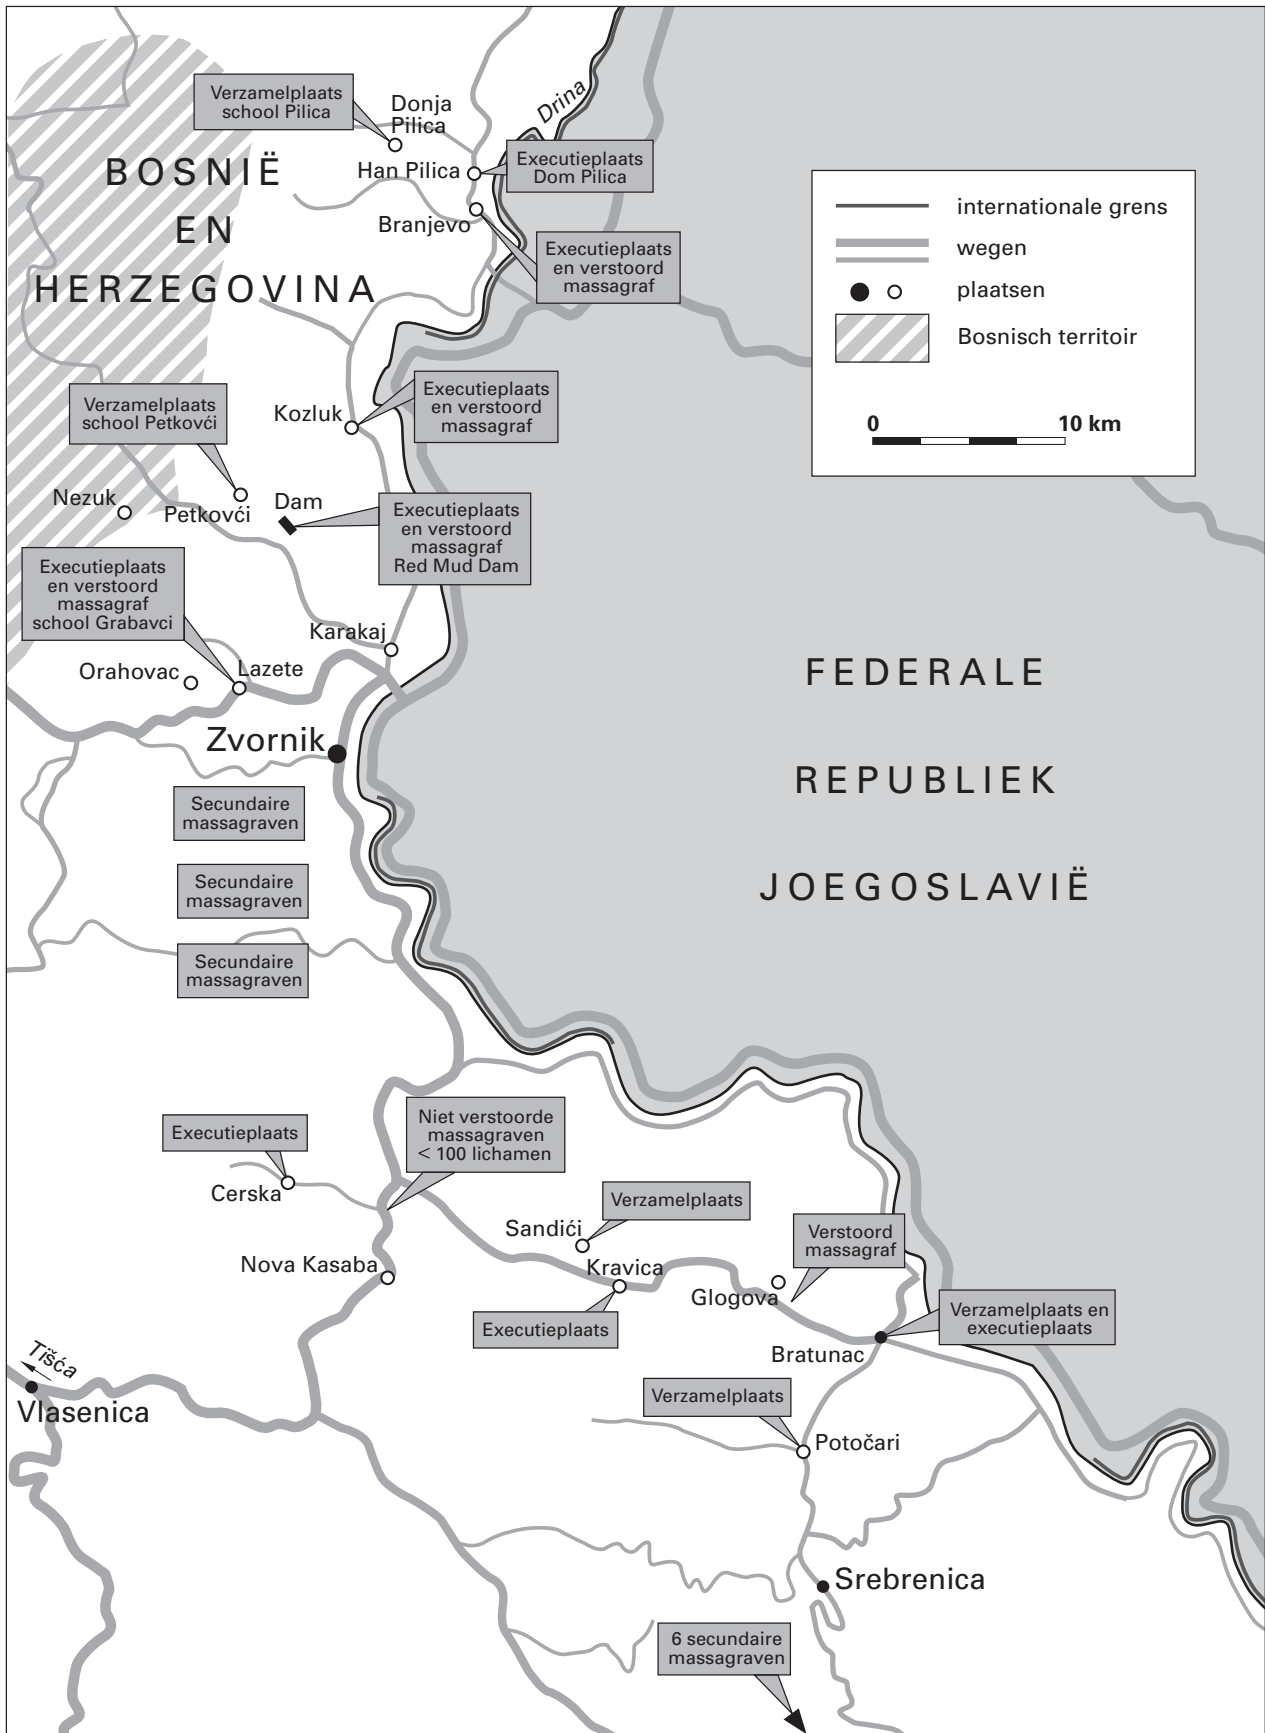 Verzamelplaats
school Pilica
Donja
Pilica
Drina
Han Pilica
Executieplaats
Dom Pilica
Branjevo
Executieplaats
en verstoord
massagraf
BOSNIË
EN
HERZEGOVINA
internationale grens
wegen
plaatsen
Bosnisch territoir
0 10 km
Verzamelplaats
school Petkovći
Kozluk
Executieplaats
en verstoord
massagraf
Nezuk
Petkovći
Dam
Executieplaats
en verstoord
massagraf
Red Mud Dam
Executieplaats
en verstoord
massagraf
school Grabavci
Karakaj
Orahovac
Lazete
Zvornik
FEDERALE
REPUBLIEK
JOEGOSLAVIË
Secundaire
massagraven
Secundaire
massagraven
Secundaire
massagraven
Executieplaats
Cerska
Niet verstoorde
massagraven
< 100 lichamen
Verzamelplaats
Sandići
Verstoord
massagraf
Nova Kasaba
Kravica
Glogova
Executieplaats
Verzamelplaats en
executieplaats
Bratunac
Tišća
Vlasenica
Verzamelplaats
Potočari
Srebrenica
6 secundaire
massagraven